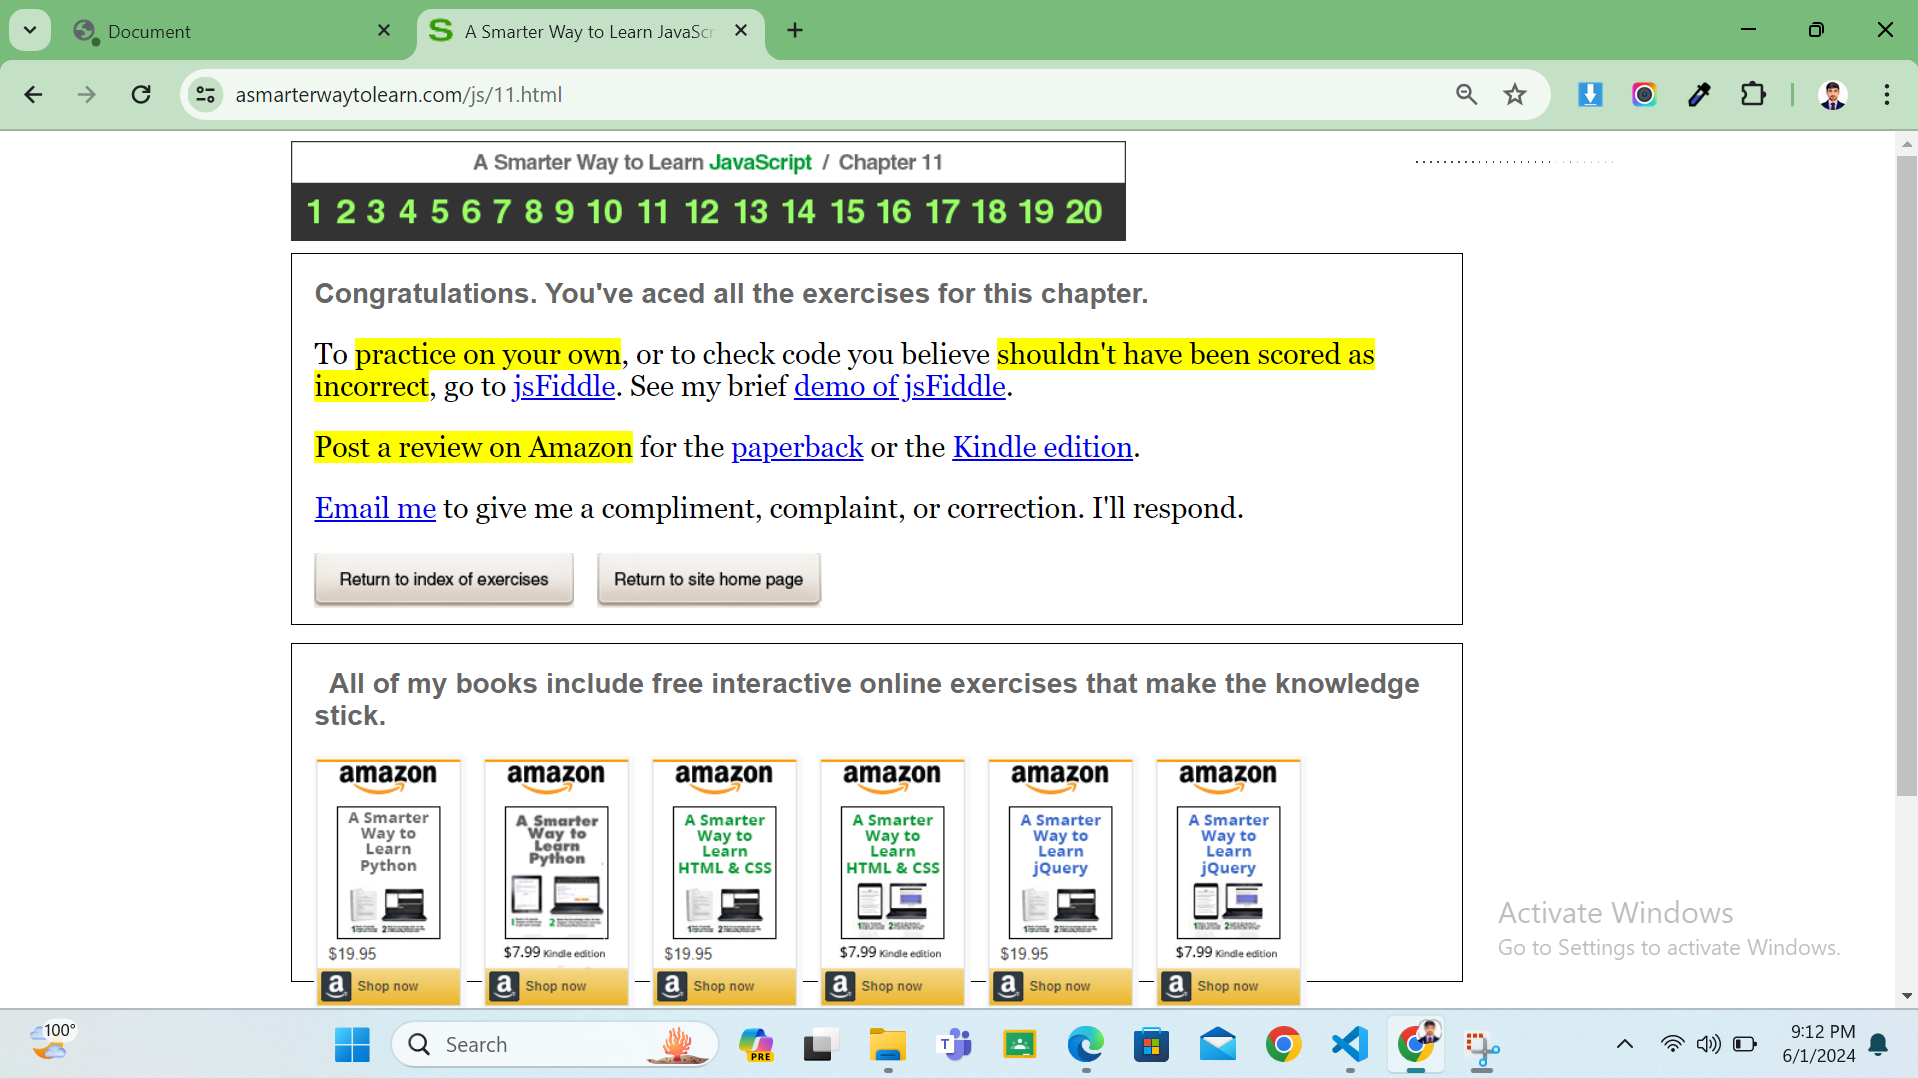 Document
A Smarter Way to Learn JavaScr
asmarterwaytolearn.com/js/11.html
A Smarter Way to Learn JavaScript / Chapter 11
1 2 3 4 5 6 7 8 9 10 11 12 13 14 15 16 17 18 19 20
Congratulations. You've aced all the exercises for this chapter.
To practice on your own, or to check code you believe shouldn't have been scored as
incorrect, go to jsFiddle. See my brief demo of jsFiddle.
Post a review on Amazon for the paperback or the Kindle edition.
Email me to give me a compliment, complaint, or correction. I'll respond.
Return to index of exercises
Return to site home page
All of my books include free interactive online exercises that make the knowledge
stick.
amazon
A Smarter
Way to
Learn
Python
$19.95
a Shop now
amazon
A Smarter
Way to
Learn
Python
$7.99 Kindle edition
a Shop now
amazon
A Smarter
Way to
Learn
HTML & CSS
$19.95
a Shop now
amazon
A Smarter
Way to
Learn
HTML & CSS
$7.99 Kindle edition
a Shop now
amazon
A Smarter
Way to
Learn
jQuery
$19.95
a Shop now
amazon
A Smarter
Way to
Learn
jQuery
$7.99 Kindle edition
a Shop now
Activate Windows
Go to Settings to activate Windows.
100°
Search
PRE
9:12 PM
6/1/2024